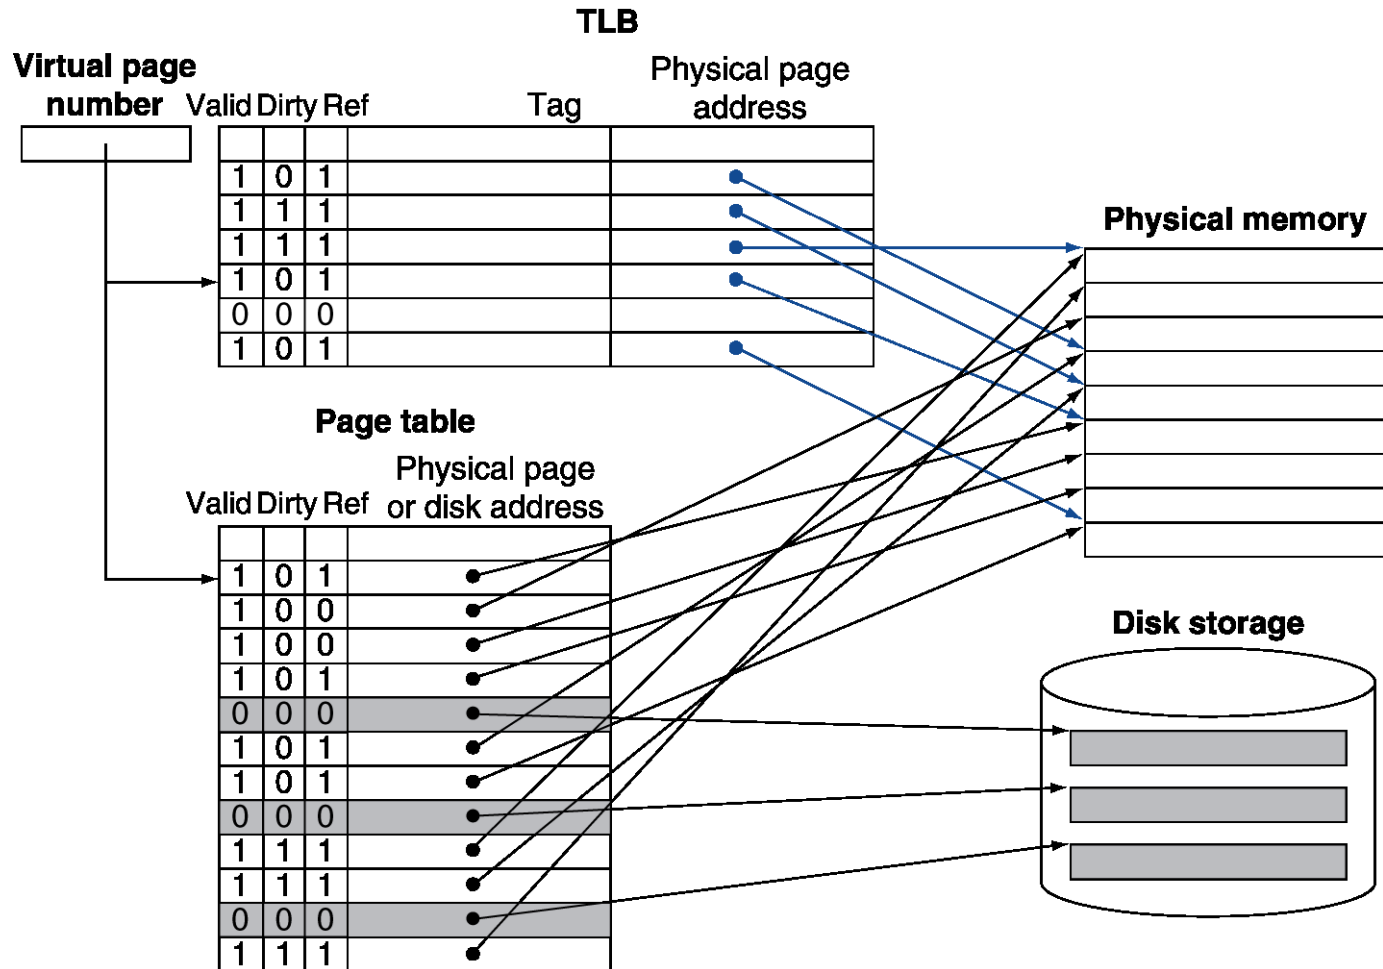 TLB
Virtual page
number
Valid Dirty Ref
Tag
Physical page
address
1 0 1
1 1 1
1 1 1
1 0 1
0 0 0
1 0 1
Physical memory
Page table
Physical page
or disk address
Valid Dirty Ref
1 0 1
1 0 0
1 0 0
1 0 1
0 0 0
1 0 1
1 0 1
0 0 0
1 1 1
1 1 1
0 0 0
1 1 1
Disk storage